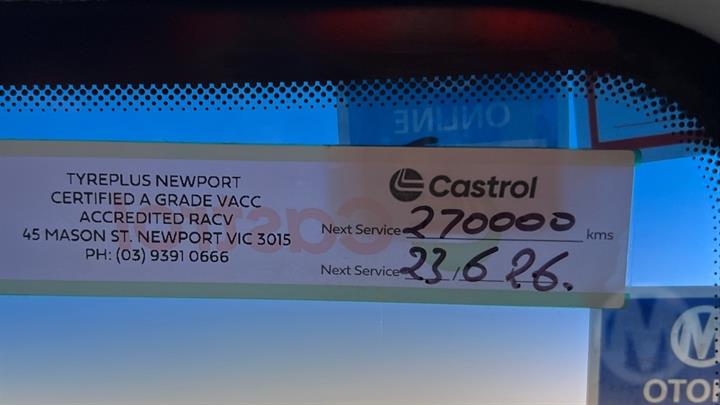 ONLINE
TYREPLUS NEWPORT
CERTIFIED A GRADE VACC
ACCREDITED RACV
45 MASON ST. NEWPORT VIC 3015
PH: (03) 9391 0666
Castrol
Next Service 270000 kms
Next Service 23/6 26.
OTOR